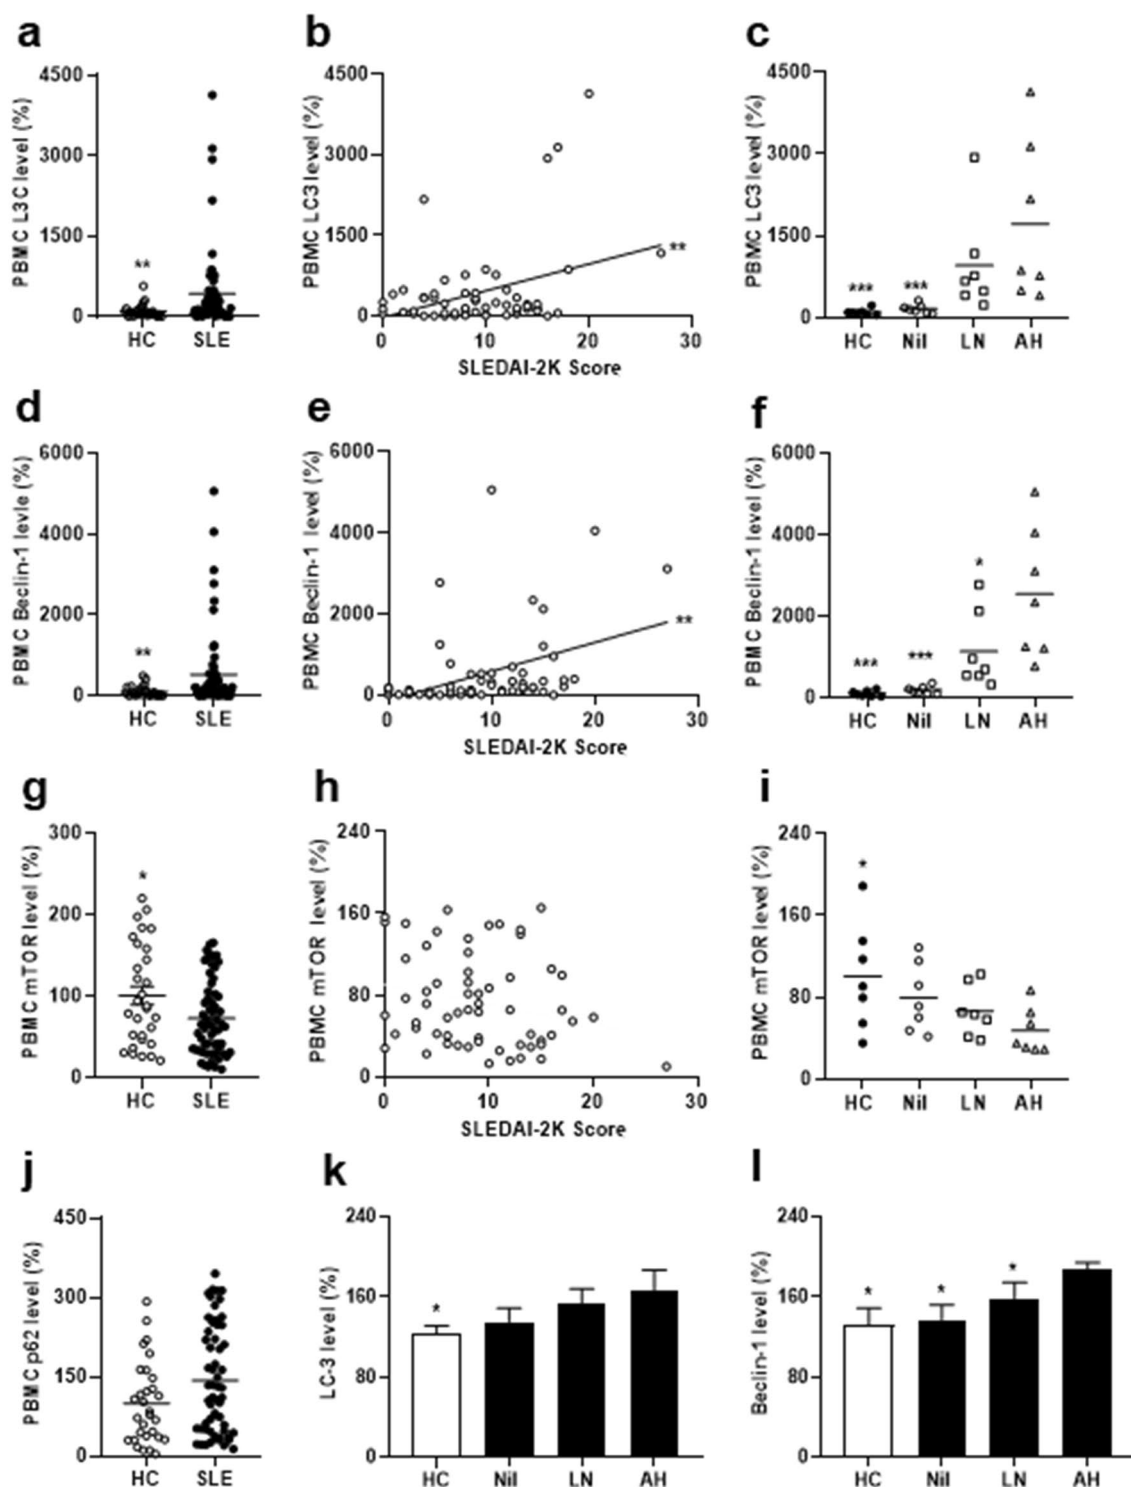 a
b
c
PBMC L3C level (%)
4500
3000
1500
0
**
HC SLE
PBMC LC3 level (%)
4500
3000
1500
0
**
0 10 20 30
SLEDAI-2K Score
PBMC LC3 level (%)
4500
3000
1500
0
*** ***
HC Nil LN AH
d
e
f
PBMC Beclin-1 levle (%)
6000
4000
2000
0
**
HC SLE
PBMC Beclin-1 level (%)
6000
4000
2000
0
**
0 10 20 30
SLEDAI-2K Score
PBMC Beclin-1 level (%)
6000
4000
2000
0
*** *** *
HC Nil LN AH
g
h
i
PBMC mTOR level (%)
300
200
100
0
*
HC SLE
PBMC mTOR level (%)
240
160
80
0
0 10 20 30
SLEDAI-2K Score
PBMC mTOR level (%)
240
160
80
0
*
HC Nil LN AH
j
k
l
PBMC p62 level (%)
450
300
150
0
HC SLE
LC-3 level (%)
240
160
80
0
*
HC Nil LN AH
Beclin-1 level (%)
240
160
80
0
* * *
HC Nil LN AH